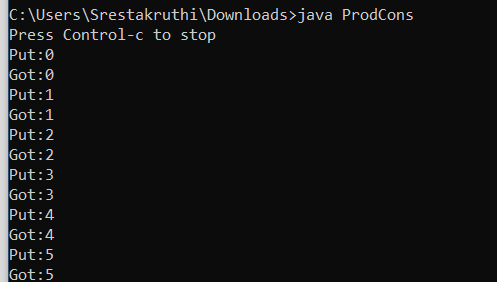 C:\Users\Srestakruthi\Downloads>java ProdCons
Press Control-c to stop
Put:0
Got:0
Put:1
Got:1
Put:2
Got:2
Put:3
Got:3
Put:4
Got:4
Put:5
Got:5